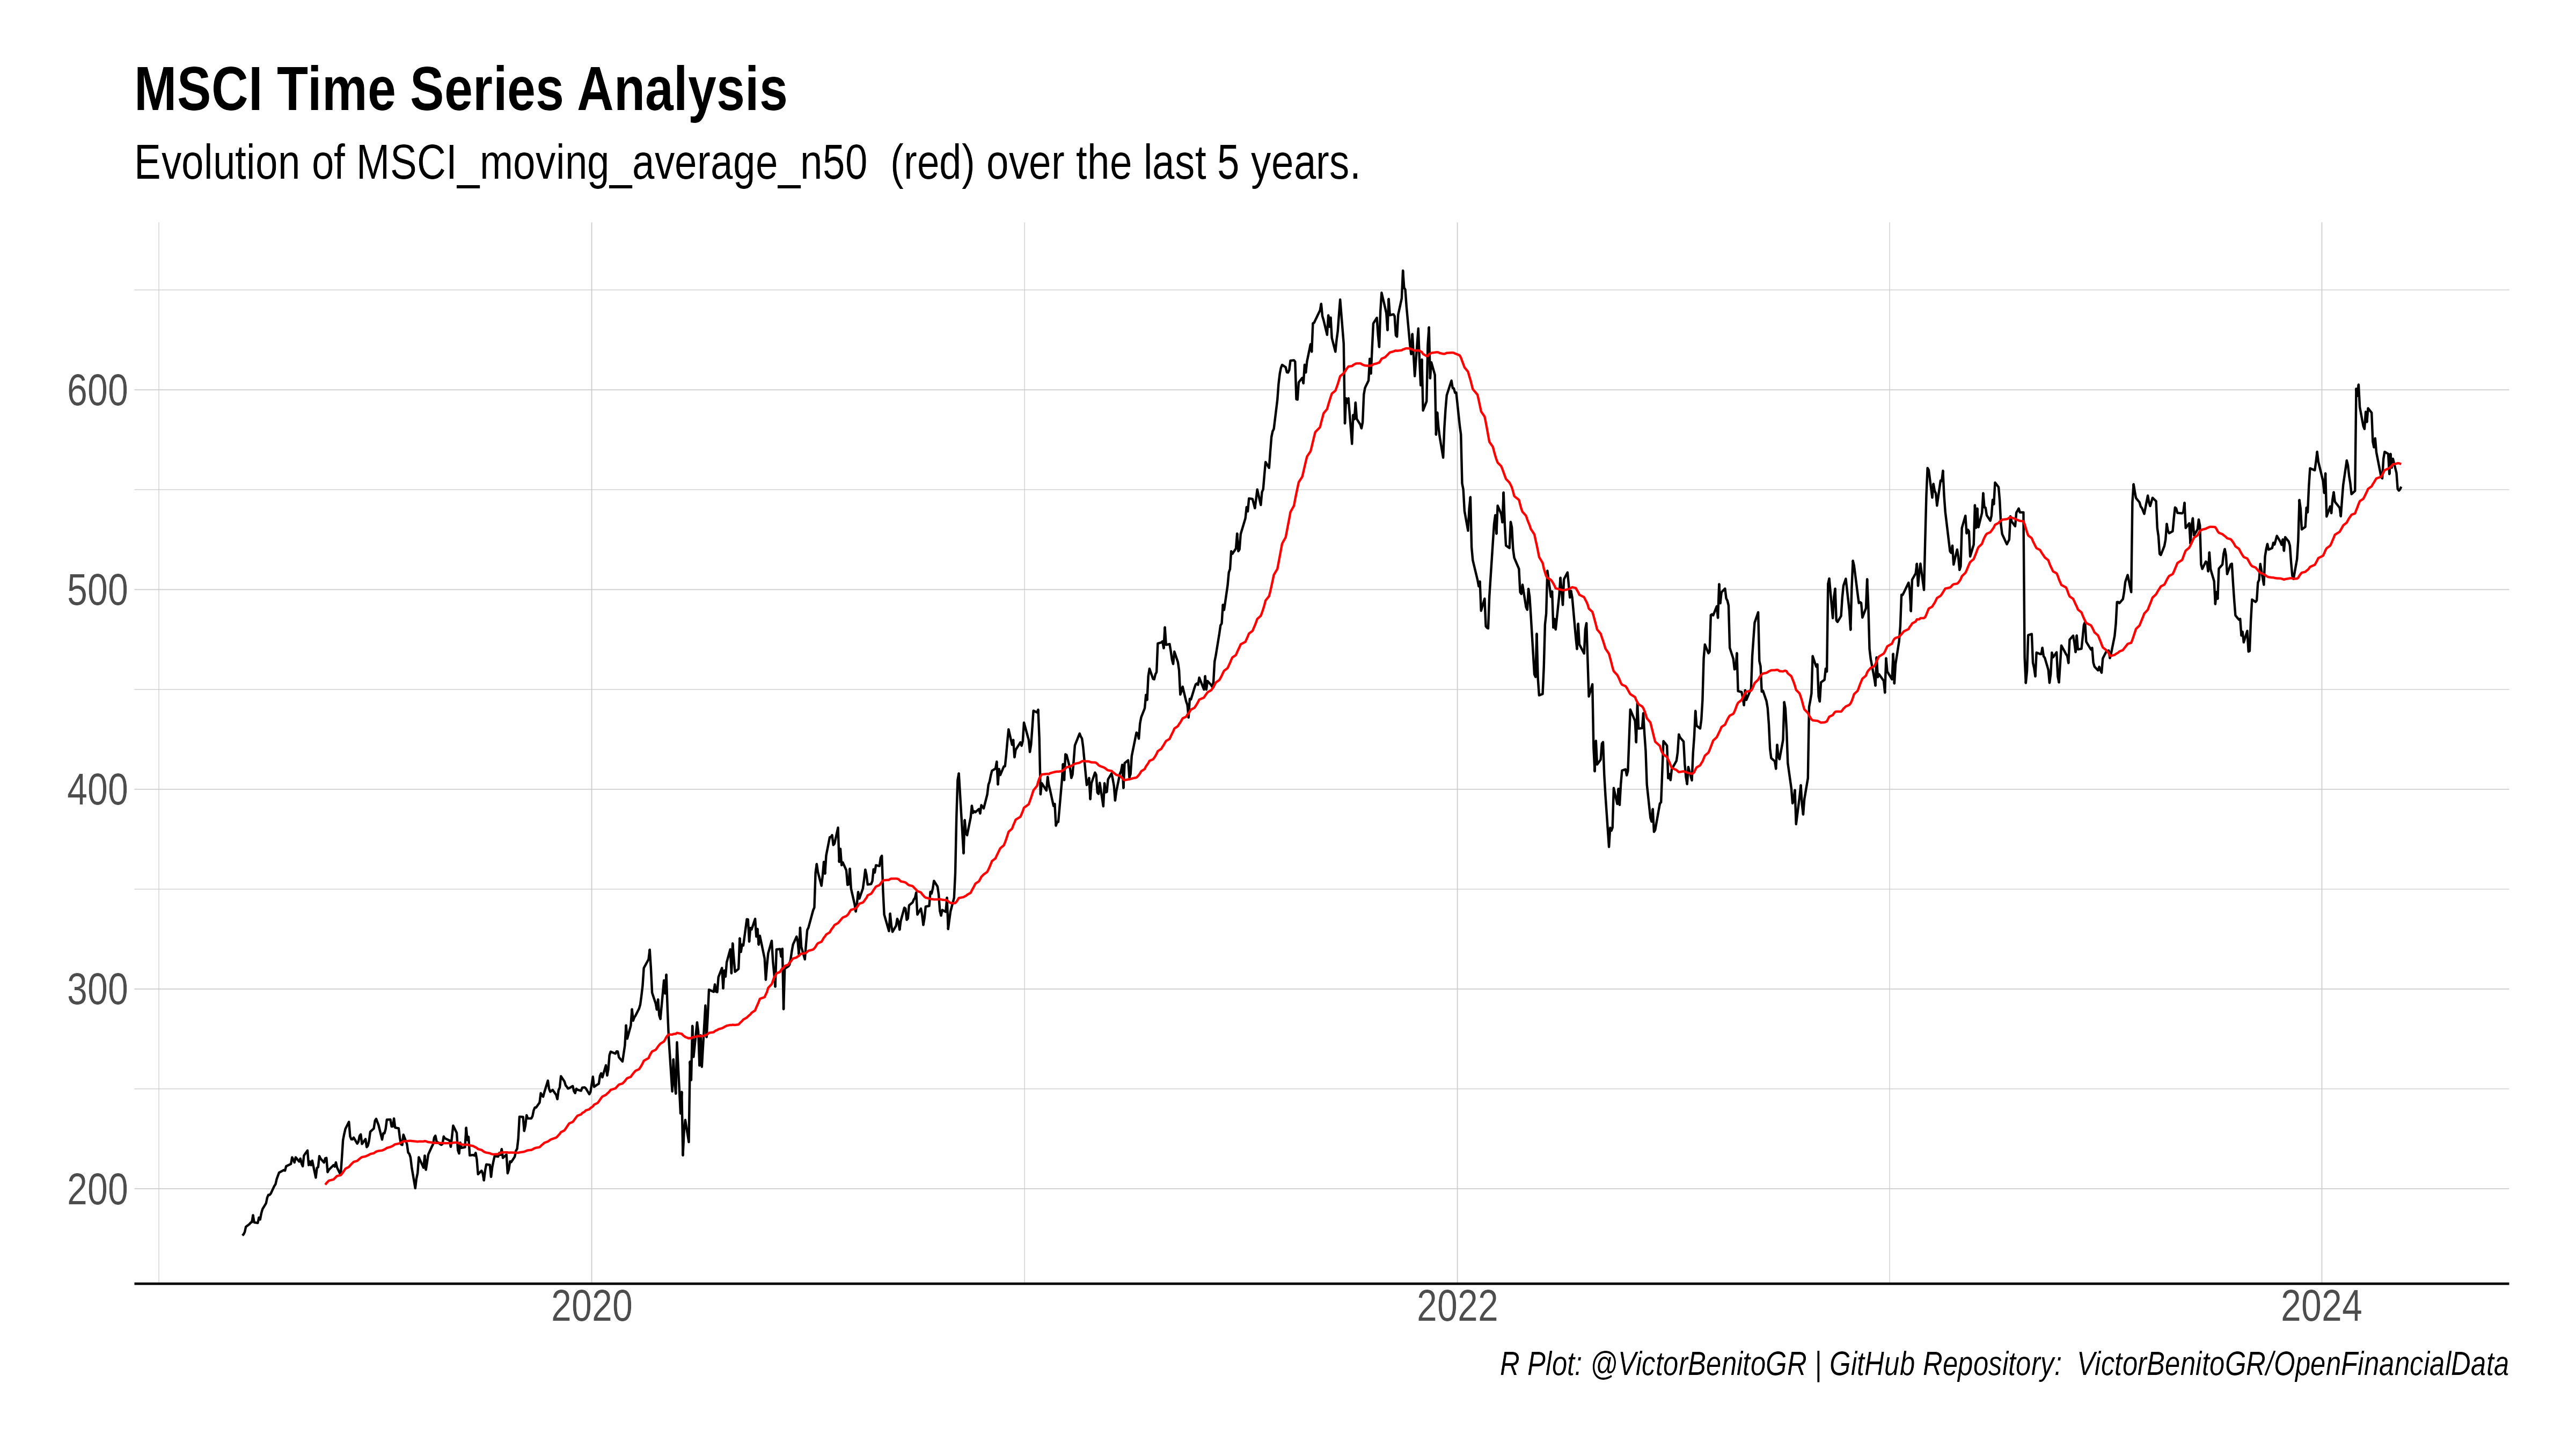 MSCI Time Series Analysis
Evolution of MSCI_moving_average_n50  (red) over the last 5 years.
600
500
400
300
200
2020 2022 2024
R Plot: @VictorBenitoGR | GitHub Repository:  VictorBenitoGR/OpenFinancialData